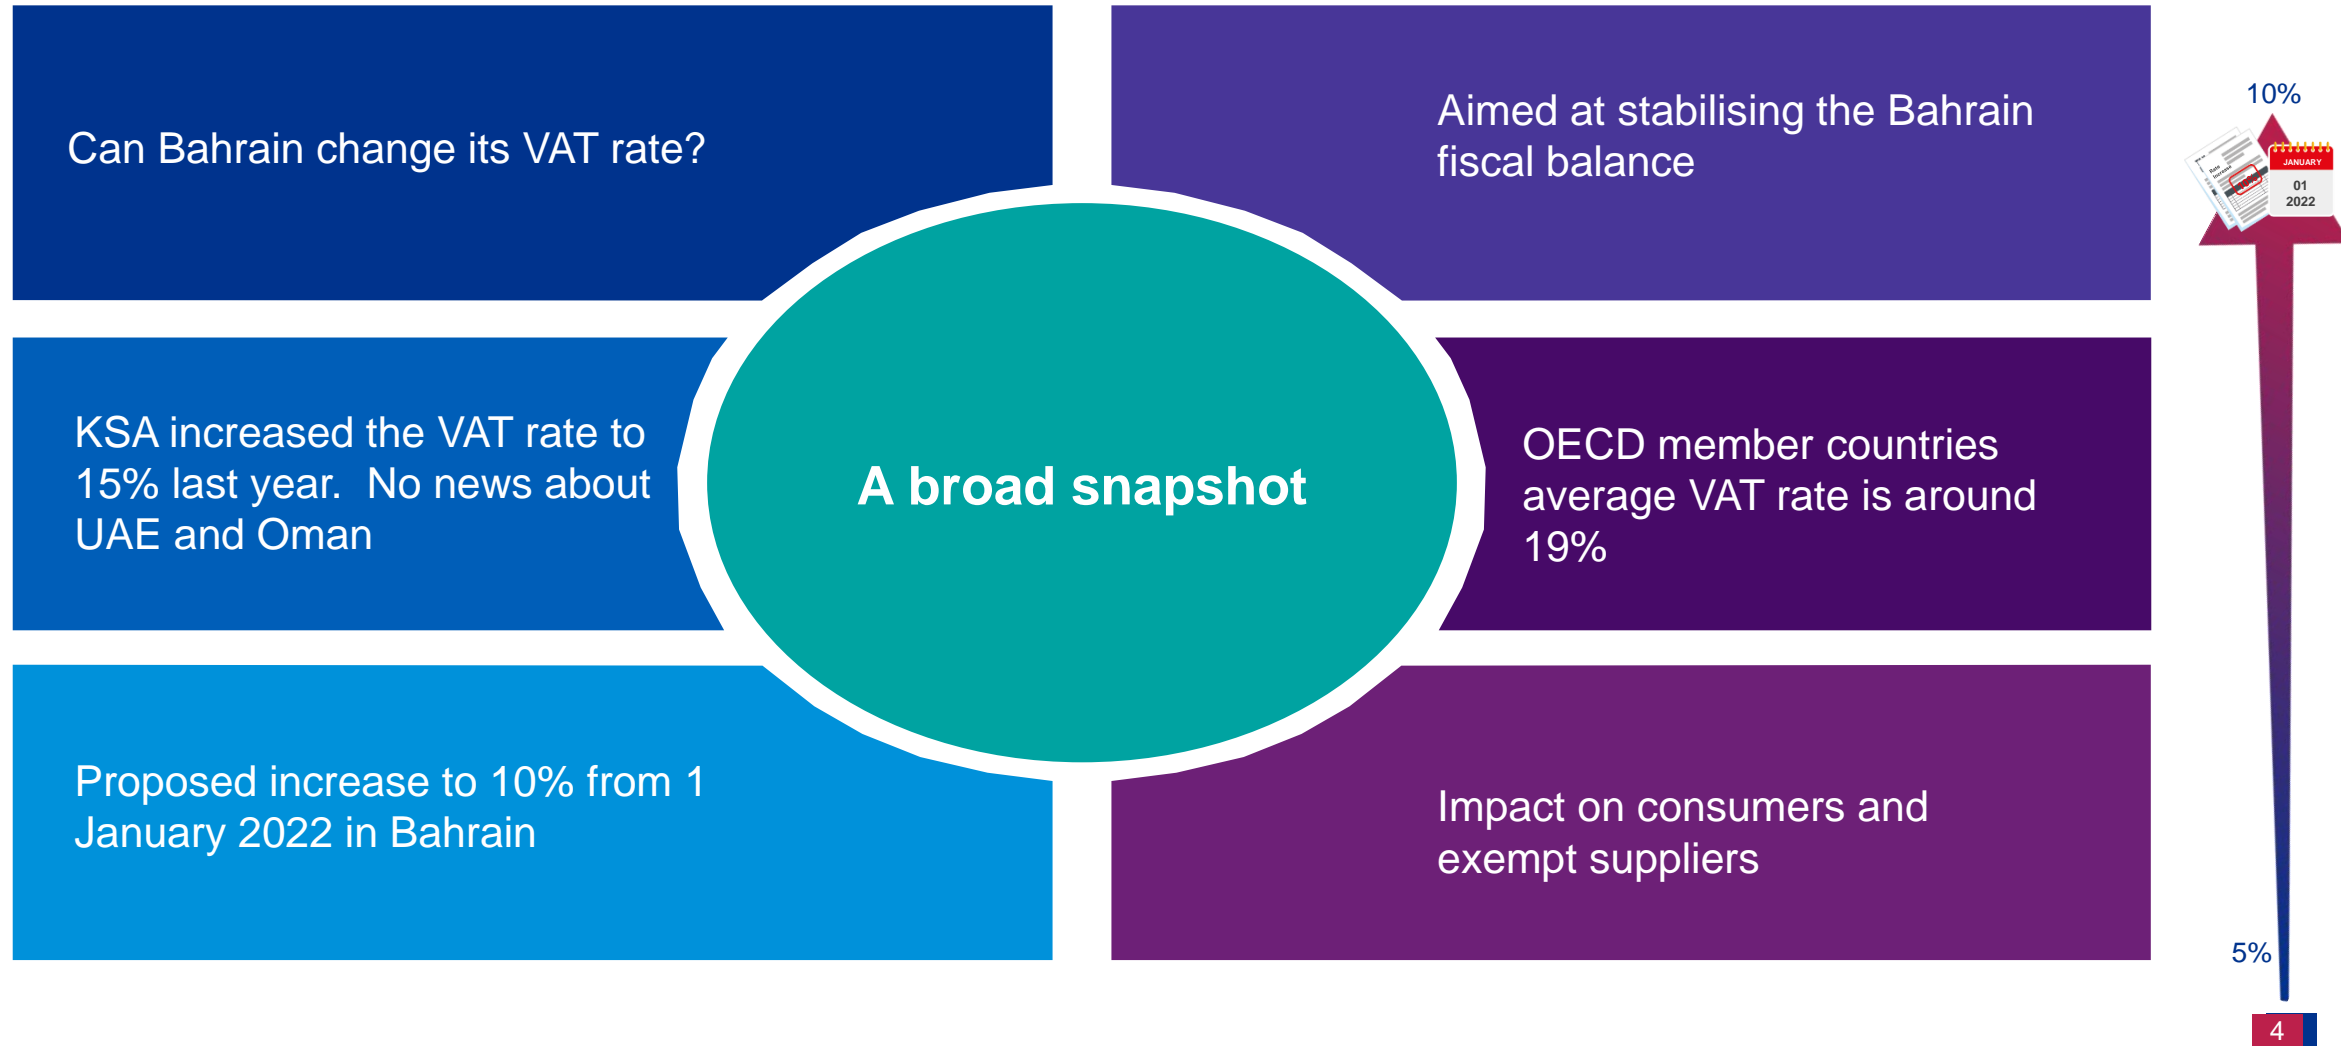 Can Bahrain change its VAT rate?
Aimed at stabilising the Bahrain
fiscal balance
KSA increased the VAT rate to
15% last year.  No news about
UAE and Oman
A broad snapshot
OECD member countries
average VAT rate is around
19%
Proposed increase to 10% from 1
January 2022 in Bahrain
Impact on consumers and
exempt suppliers
10%
Rate
Increase
JANUARY
01
2022
5%
4